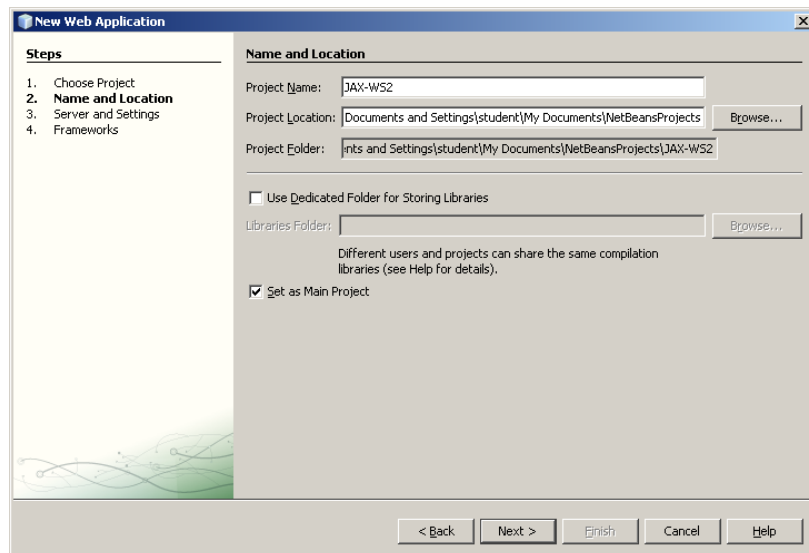 New Web Application
Steps
1. Choose Project
2. Name and Location
3. Server and Settings
4. Frameworks
Name and Location
Project Name: JAX-WS2
Project Location: Documents and Settings\student\My Documents\NetBeansProjects Browse...
Project Folder: nts and Settings\student\My Documents\NetBeansProjects\JAX-WS2
Use Dedicated Folder for Storing Libraries
Libraries Folder: Browse...
Different users and projects can share the same compilation
libraries (see Help for details).
Set as Main Project
< Back Next > Finish Cancel Help